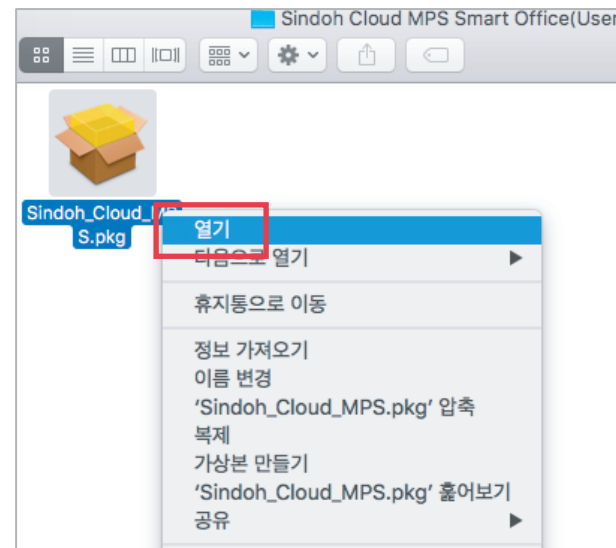 Sindoh Cloud MPS Smart Office(User
Sindoh_Cloud_MP
S.pkg
열기
다음으로 열기
휴지통으로 이동
정보 가져오기
이름 변경
‘Sindoh_Cloud_MPS.pkg’ 압축
복제
가상본 만들기
‘Sindoh_Cloud_MPS.pkg’ 훑어보기
공유